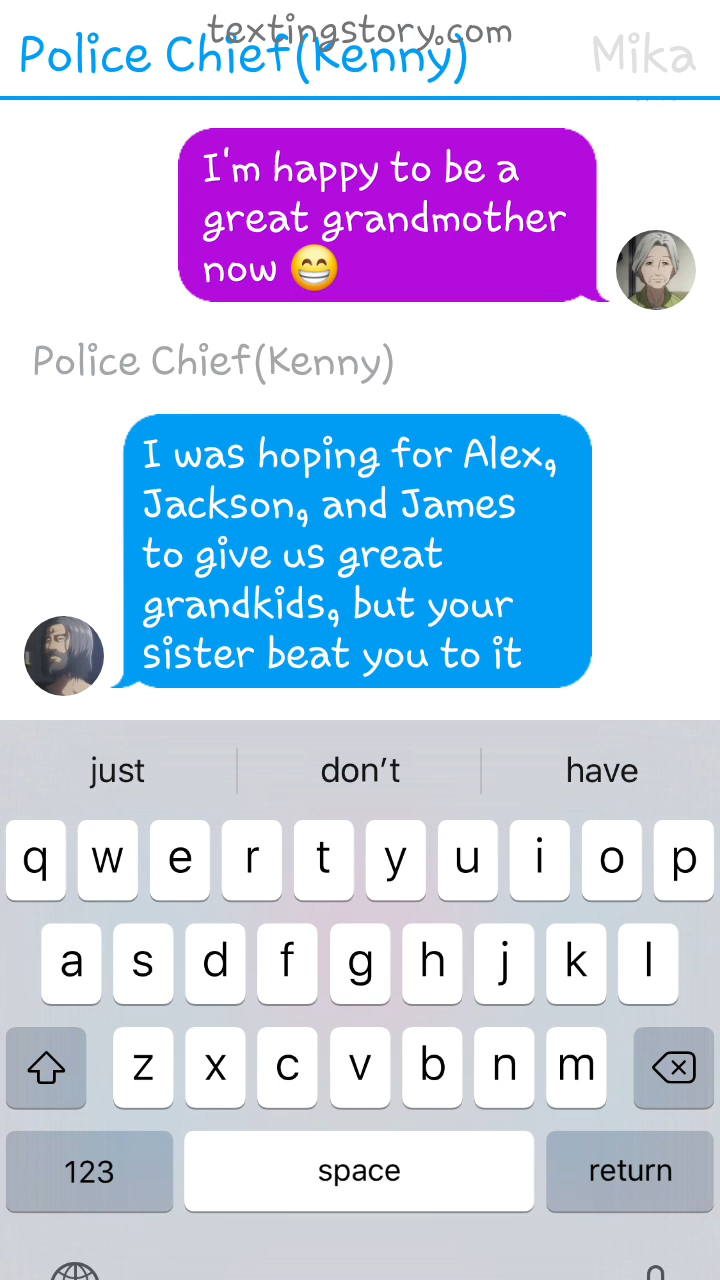 textingstory.com
Police Chief(Kenny)
Mika
I'm happy to be a
great grandmother
now 😁
Police Chief(Kenny)
I was hoping for Alex,
Jackson, and James
to give us great
grandkids, but your
sister beat you to it
just don't have
q w e r t y u i o p
a s d f g h j k l
z x c v b n m
123 space return